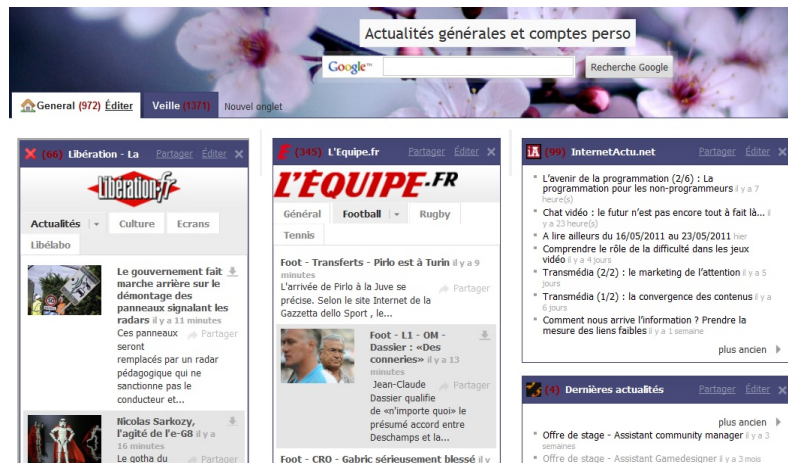 Actualités générales et comptes perso
Google™
Recherche Google
General (972) Éditer
Veille (1371)
Nouvel onglet
(66) Libération - La Partager Éditer
Libération.fr
Actualités
Culture
Ecrans
Libélabo
Le gouvernement fait
marche arrière sur le
démontage des
panneaux signalant les
radars il y a 11 minutes
Ces panneaux Partager
seront
remplacés par un radar
pédagogique qui ne
sanctionne pas le
conducteur et...
Nicolas Sarkozy,
l'agité de l'e-G8 il y a
16 minutes
Le gotha du Partager
(345) L'Equipe.fr Partager Éditer
L'ÉQUIPE.FR
Général
Football
Rugby
Tennis
Foot - Transferts - Pirlo est à Turin il y a 9
minutes
L'arrivée de Pirlo à la Juve se Partager
précise. Selon le site Internet de la
Gazzetta dello Sport , le...
Foot - L1 - OM -
Dossier : «Des
conneries» il y a 13
minutes
Jean-Claude Partager
Dassier qualifie
de «n'importe quoi» le
présumé accord entre
Deschamps et la...
Foot - CRO - Gabric sérieusement blessé il y
(99) InternetActu.net Partager Éditer
L'avenir de la programmation (2/6) : La
programmation pour les non-programmeurs il y a 7
heure(s)
Chat vidéo : le futur n'est pas encore tout à fait là... il
y a 23 heure(s)
A lire ailleurs du 16/05/2011 au 23/05/2011 hier
Comprendre le rôle de la difficulté dans les jeux
vidéo il y a 4 jours
Transmédia (2/2) : le marketing de l'attention il y a 5
jours
Transmédia (1/2) : la convergence des contenus il y a
6 jours
Comment nous arrive l'information ? Prendre la
mesure des liens faibles il y a 1 semaine
plus ancien
(4) Dernières actualités Partager Éditer
plus ancien
Offre de stage - Assistant community manager il y a 3
semaines
Offre de stage - Assistant Gamedesigner il y a 3 mois